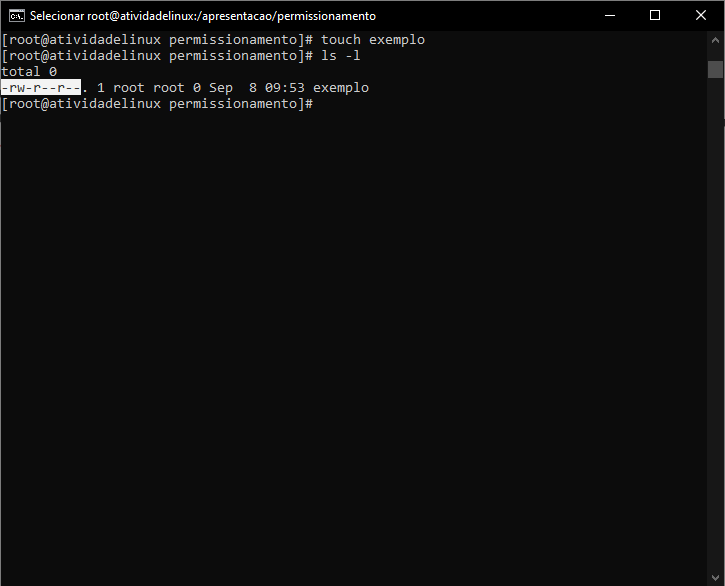 Selecionar root@atividadelinux:/apresentacao/permissionamento
[root@atividadelinux permissionamento]# touch exemplo
[root@atividadelinux permissionamento]# ls -l
total 0
-rw-r--r--. 1 root root 0 Sep  8 09:53 exemplo
[root@atividadelinux permissionamento]#